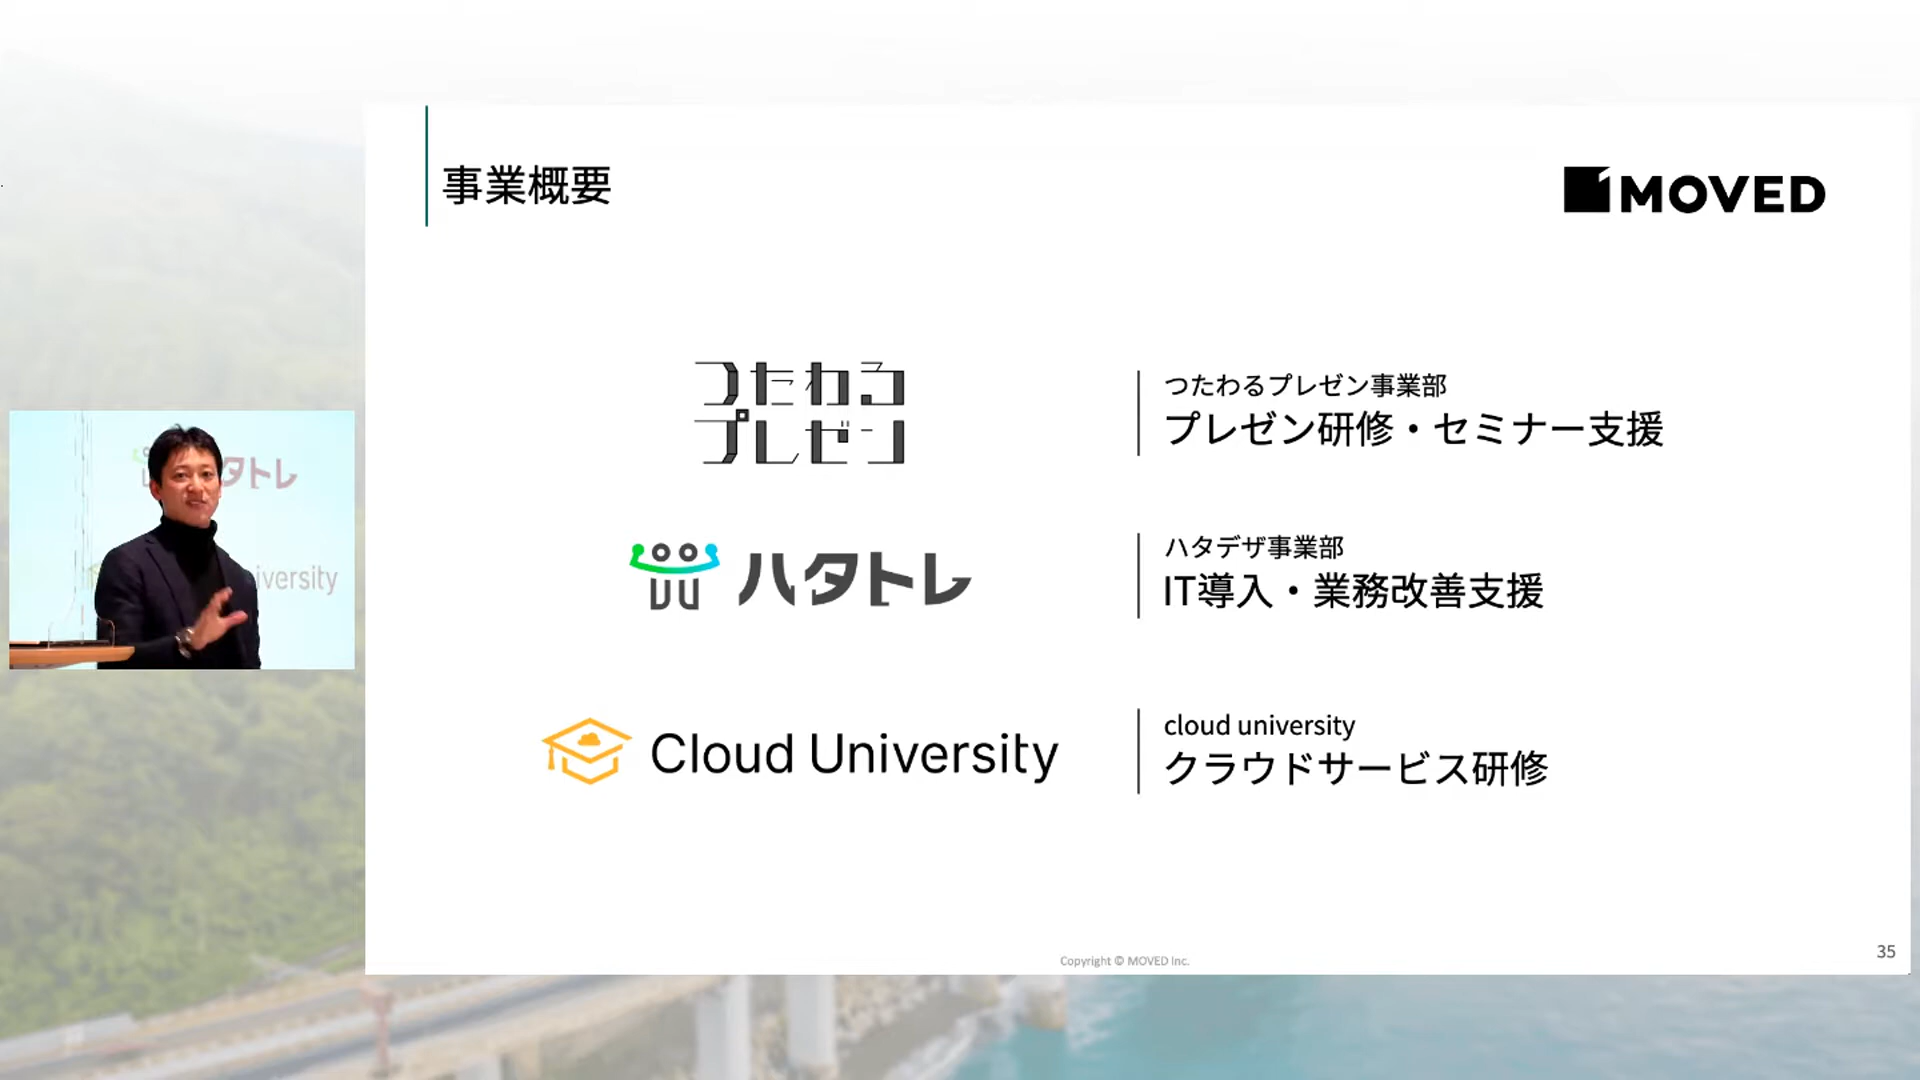 事業概要
MOVED
つたわる
プレゼン
つたわるプレゼン事業部
プレゼン研修・セミナー支援
ハタトレ
ハタデザ事業部
IT導入・業務改善支援
Cloud University
cloud university
クラウドサービス研修
タトレ
iversity
Copyright © MOVED Inc.
35